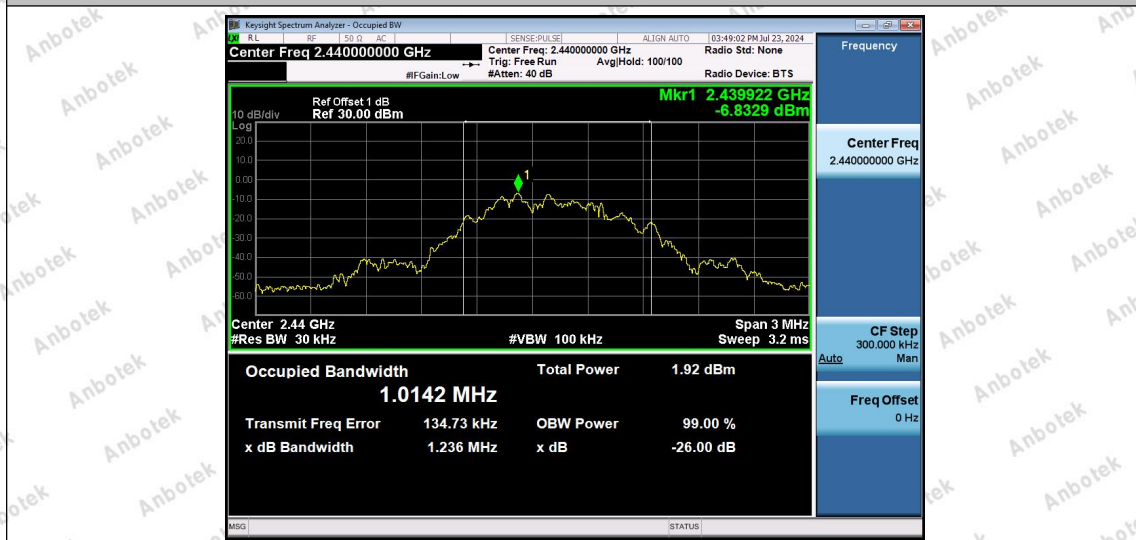 Keysight Spectrum Analyzer - Occupied BW
LXI RL RF 50 Ω AC SENSE:PULSE ALIGN AUTO 03:49:02 PM Jul 23, 2024
Center Freq 2.440000000 GHz
Center Freq: 2.440000000 GHz Radio Std: None
Trig: Free Run Avg|Hold: 100/100
#IFGain:Low #Atten: 40 dB Radio Device: BTS
Ref Offset 1 dB Mkr1 2.439922 GHz
10 dB/div Ref 30.00 dBm -6.8329 dBm
Log
20.0
10.0
0.00
-10.0
-20.0
-30.0
-40.0
-50.0
-60.0
1
Center 2.44 GHz Span 3 MHz
#Res BW 30 kHz #VBW 100 kHz Sweep 3.2 ms
Occupied Bandwidth Total Power 1.92 dBm
1.0142 MHz
Transmit Freq Error 134.73 kHz OBW Power 99.00 %
x dB Bandwidth 1.236 MHz x dB -26.00 dB
MSG STATUS
Frequency
Center Freq
2.440000000 GHz
CF Step
300.000 kHz
Auto Man
Freq Offset
0 Hz
Anbotek